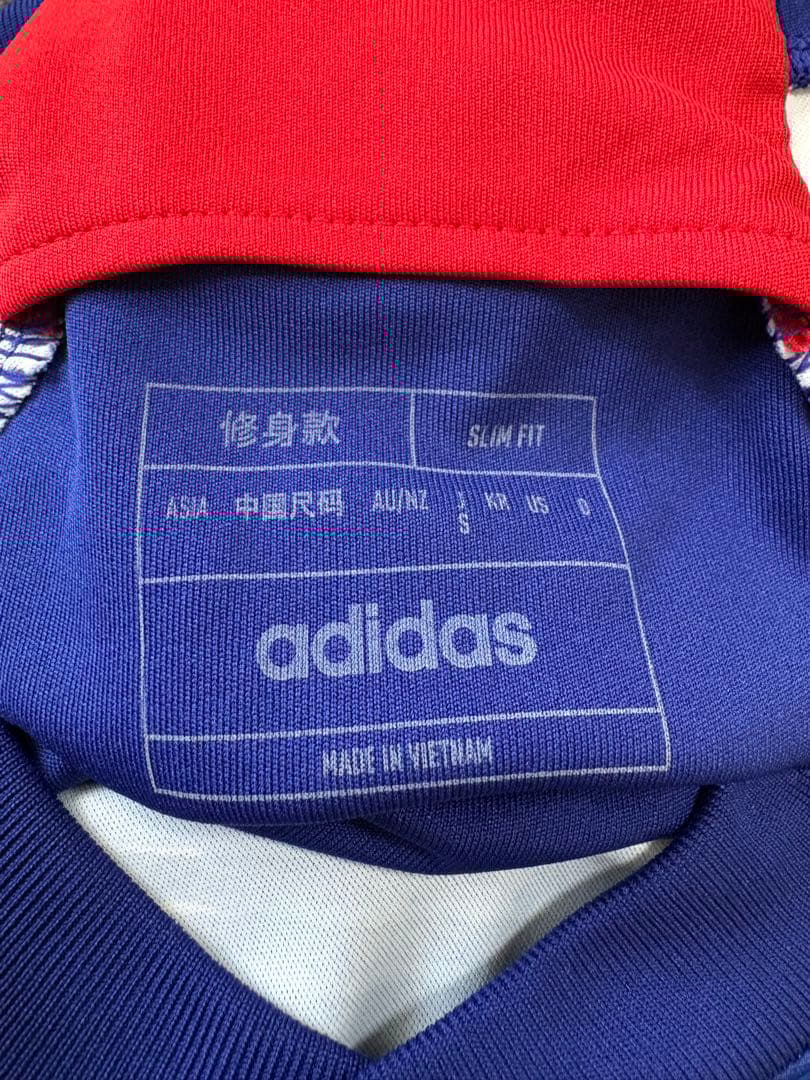 修身款 SLIM FIT
ASIA 中国尺码 AU/NZ J KR US O
S
adidas
MADE IN VIETNAM